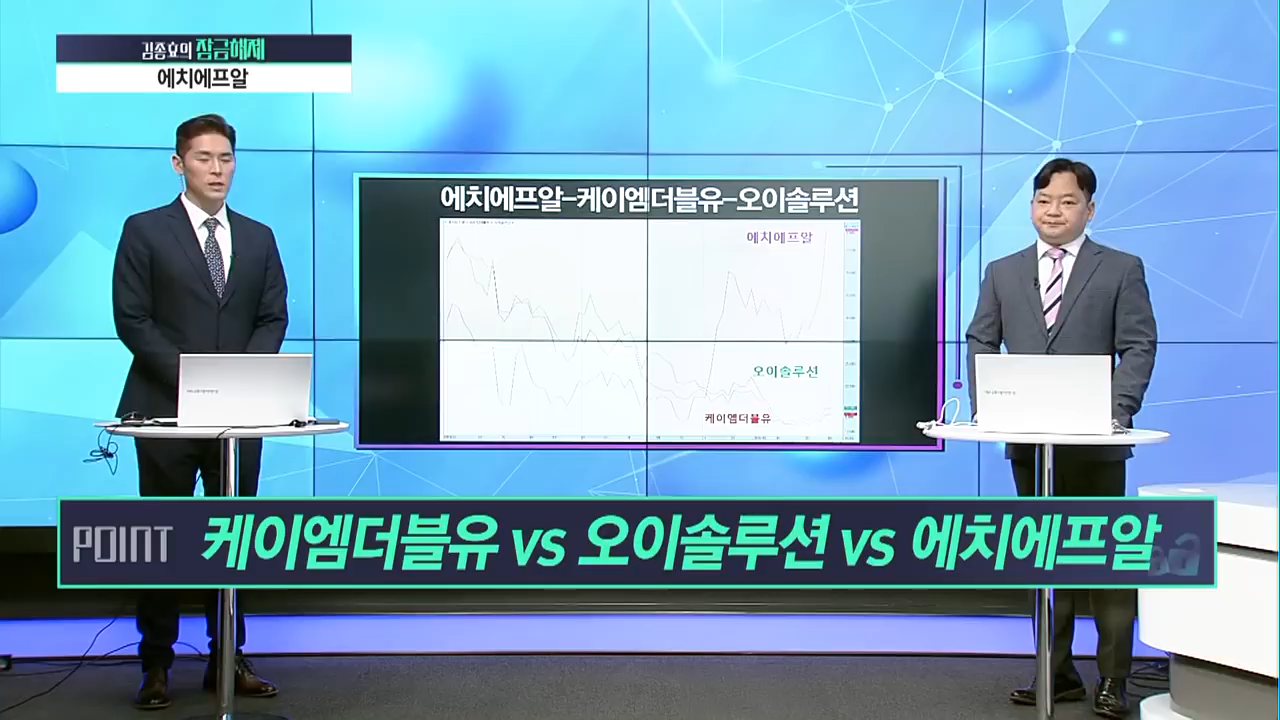 김종효의 잠금해제
에치에프알
에치에프알-케이엠더블유-오이솔루션
에치에프알
오이솔루션
케이엠더블유
POINT 케이엠더블유 vs 오이솔루션 vs 에치에프알